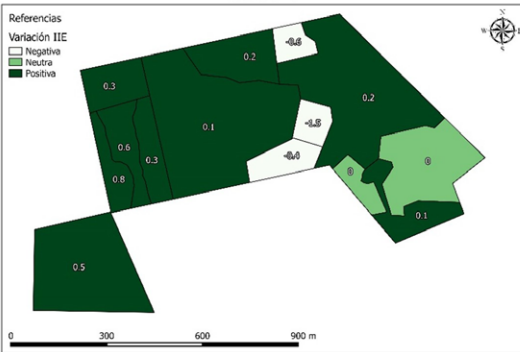 Referencias
Variación IIE
Negativa
Neutra
Positiva
N
W
S
-0.6
0.2
0.3
0.2
0.1
-1.5
0.6
0.3
-0.4
0
0
0.8
0.1
0.5
0 300 600 900 m